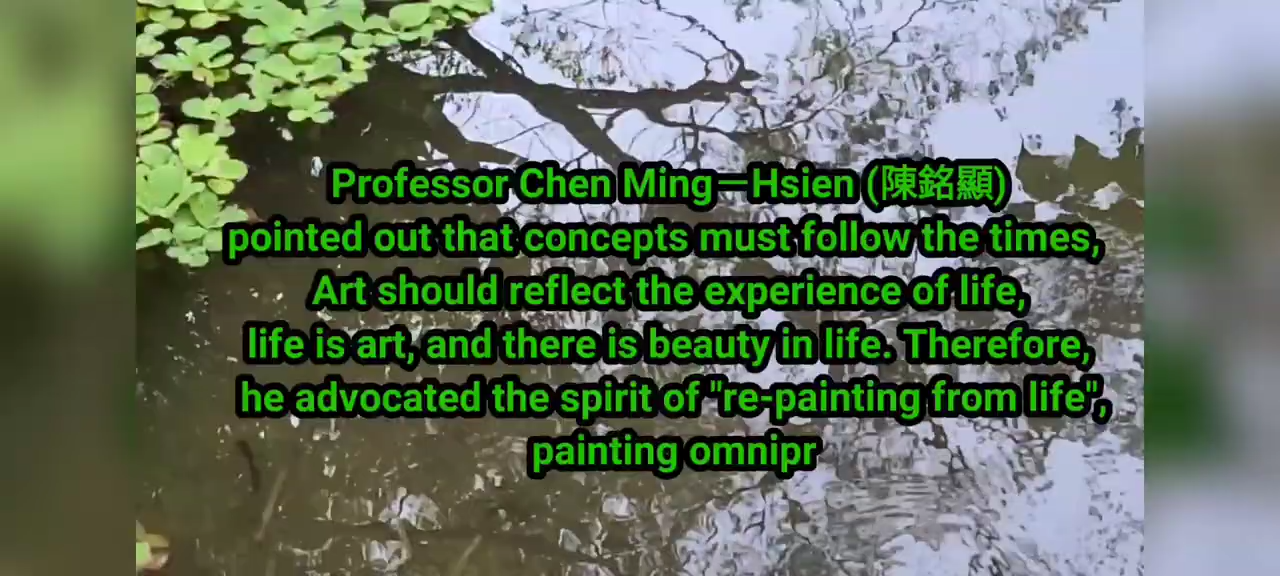 Professor Chen Ming—Hsien (陳銘顯)
pointed out that concepts must follow the times,
Art should reflect the experience of life,
life is art, and there is beauty in life. Therefore,
he advocated the spirit of "re-painting from life",
painting omnipr